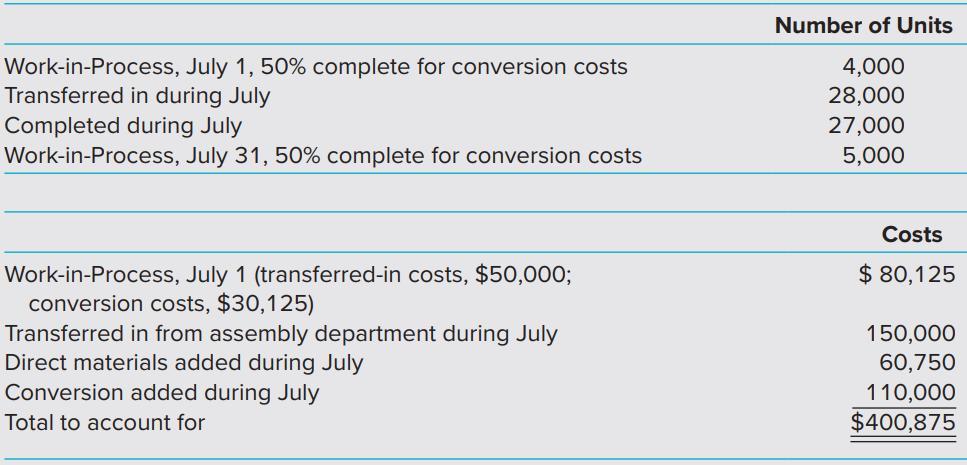 Number of Units
Work-in-Process, July 1, 50% complete for conversion costs 4,000
Transferred in during July 28,000
Completed during July 27,000
Work-in-Process, July 31, 50% complete for conversion costs 5,000
Costs
Work-in-Process, July 1 (transferred-in costs, $50,000; $ 80,125
conversion costs, $30,125)
Transferred in from assembly department during July 150,000
Direct materials added during July 60,750
Conversion added during July 110,000
Total to account for $400,875